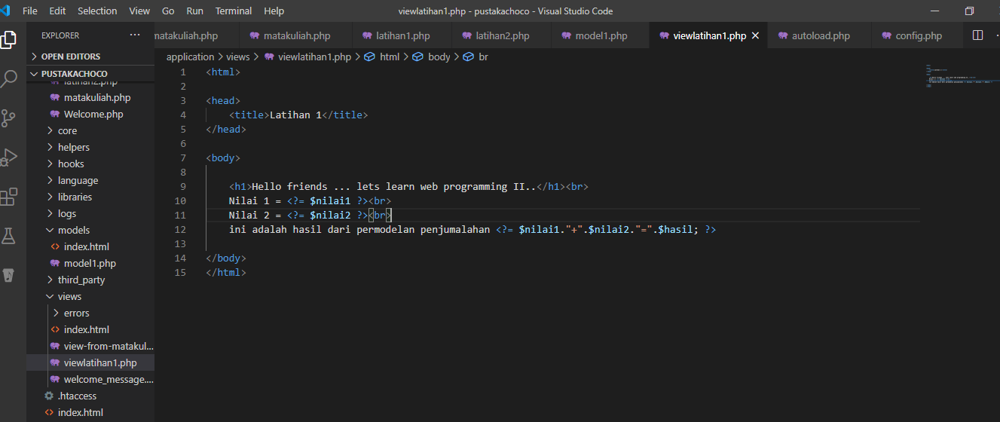 File Edit Selection View Go Run Terminal Help viewlatihan1.php - pustakachoco - Visual Studio Code
EXPLORER ...
matakuliah.php matakuliah.php latihan1.php latihan2.php model1.php viewlatihan1.php autoload.php config.php
OPEN EDITORS
PUSTAKACHOCO
latihan2.php
matakuliah.php
Welcome.php
core
helpers
hooks
language
libraries
logs
models
index.html
model1.php
third_party
views
errors
index.html
view-from-matakul...
viewlatihan1.php
welcome_message....
.htaccess
index.html
application > views > viewlatihan1.php > html > body > br
1 <html>
2
3 <head>
4 <title>Latihan 1</title>
5 </head>
6
7 <body>
8
9 <h1>Hello friends ... lets learn web programming II..</h1><br>
10 Nilai 1 = <?= $nilai1 ?><br>
11 Nilai 2 = <?= $nilai2 ?><br>
12 ini adalah hasil dari permodelan penjumalahan <?= $nilai1."+".$nilai2."=".$hasil; ?>
13
14 </body>
15 </html>